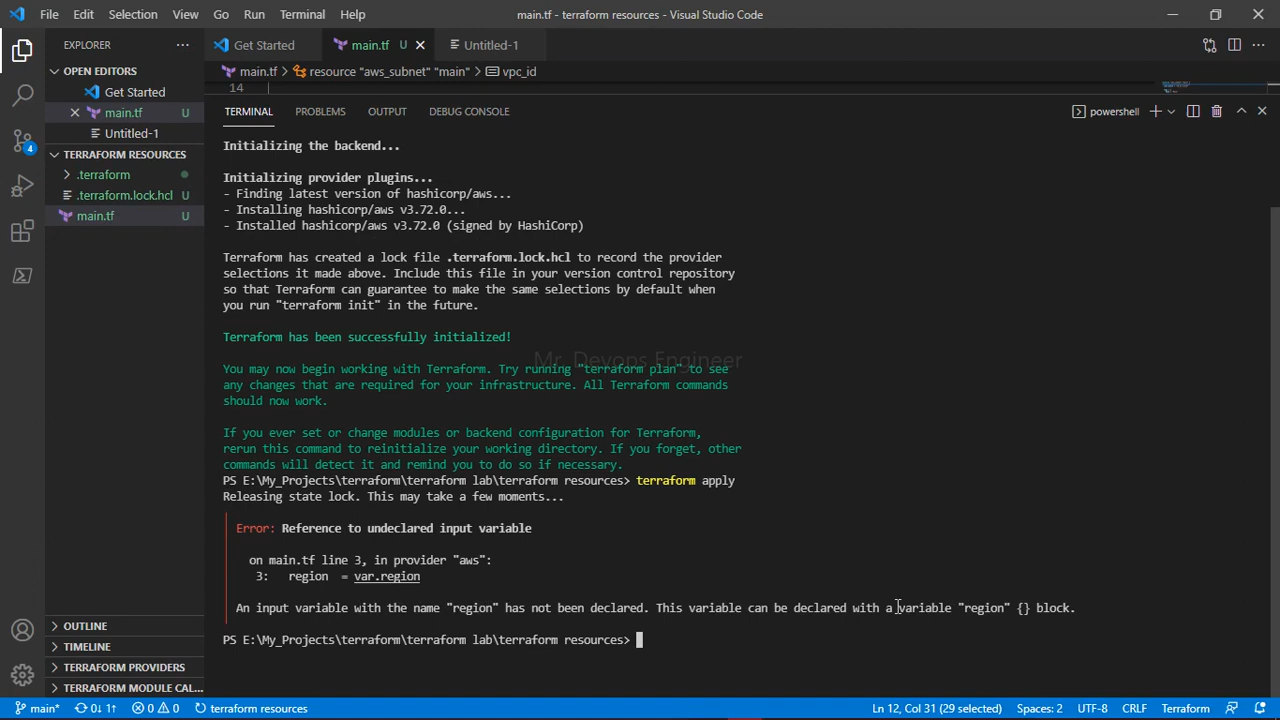 File Edit Selection View Go Run Terminal Help
main.tf - terraform resources - Visual Studio Code
EXPLORER
Get Started
main.tf U
Untitled-1
OPEN EDITORS
Get Started
main.tf U
Untitled-1
TERRAFORM RESOURCES
.terraform
.terraform.lock.hcl U
main.tf U
OUTLINE
TIMELINE
TERRAFORM PROVIDERS
TERRAFORM MODULE CAL...
4
main.tf > resource "aws_subnet" "main" > vpc_id
14
TERMINAL PROBLEMS OUTPUT DEBUG CONSOLE
powershell
Initializing the backend...
Initializing provider plugins...
- Finding latest version of hashicorp/aws...
- Installing hashicorp/aws v3.72.0...
- Installed hashicorp/aws v3.72.0 (signed by HashiCorp)
Terraform has created a lock file .terraform.lock.hcl to record the provider
selections it made above. Include this file in your version control repository
so that Terraform can guarantee to make the same selections by default when
you run "terraform init" in the future.
Terraform has been successfully initialized!
Mr. Devops Engineer
You may now begin working with Terraform. Try running "terraform plan" to see
any changes that are required for your infrastructure. All Terraform commands
should now work.
If you ever set or change modules or backend configuration for Terraform,
rerun this command to reinitialize your working directory. If you forget, other
commands will detect it and remind you to do so if necessary.
PS E:\My_Projects\terraform\terraform lab\terraform resources> terraform apply
Releasing state lock. This may take a few moments...
Error: Reference to undeclared input variable
on main.tf line 3, in provider "aws":
3: region = var.region
An input variable with the name "region" has not been declared. This variable can be declared with a variable "region" {} block.
PS E:\My_Projects\terraform\terraform lab\terraform resources>
main* 0↓ 1↑ 0 0 terraform resources
Ln 12, Col 31 (29 selected) Spaces: 2 UTF-8 CRLF Terraform